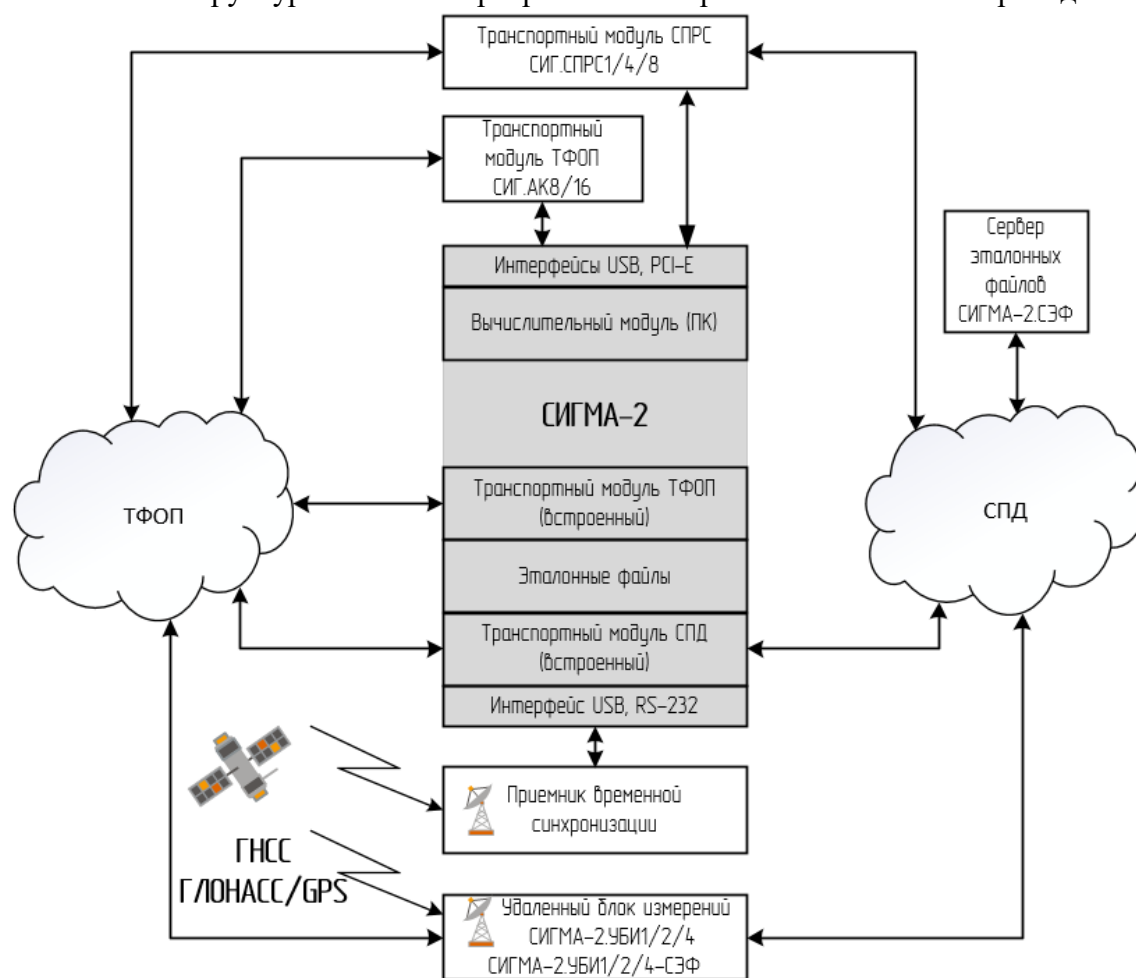 Транспортный модуль СПРС
СИГ.СПРС1/4/8
Транспортный
модуль ТФОП
СИГ.АК8/16
Сервер
эталонных
файлов
СИГМА-2.СЭФ
Интерфейсы USB, PCI-E
Вычислительный модуль (ПК)
СИГМА-2
Транспортный модуль ТФОП
(встроенный)
ТФОП
СПД
Эталонные файлы
Транспортный модуль СПД
(встроенный)
Интерфейс USB, RS-232
Приемник временной
синхронизации
ГНСС
ГЛОНАСС/GPS
Удаленный блок измерений
СИГМА-2.УБИ1/2/4
СИГМА-2.УБИ1/2/4-СЭФ